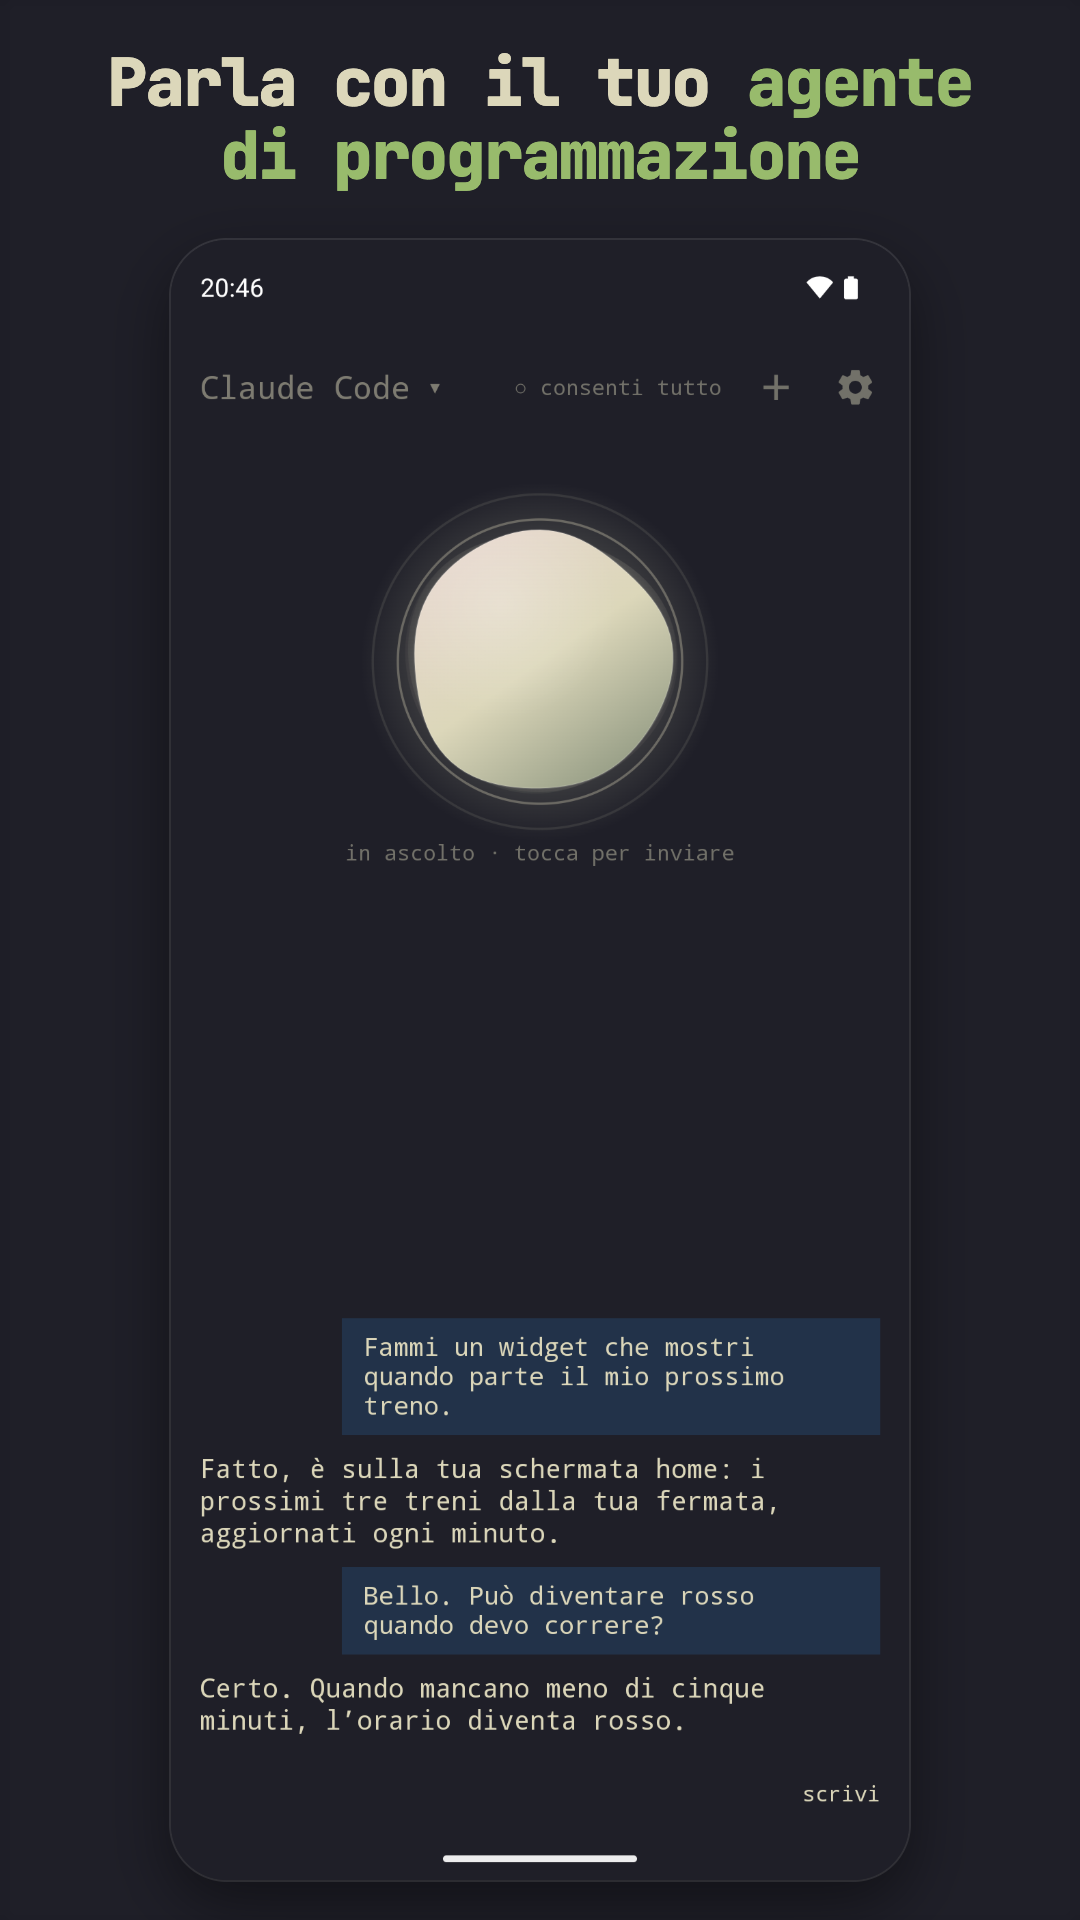 Parla con il tuo agente
di programmazione
20:46
Claude Code ▾
○ consenti tutto
+
in ascolto · tocca per inviare
Fammi un widget che mostri
quando parte il mio prossimo
treno.
Fatto, è sulla tua schermata home: i
prossimi tre treni dalla tua fermata,
aggiornati ogni minuto.
Bello. Può diventare rosso
quando devo correre?
Certo. Quando mancano meno di cinque
minuti, l’orario diventa rosso.
scrivi